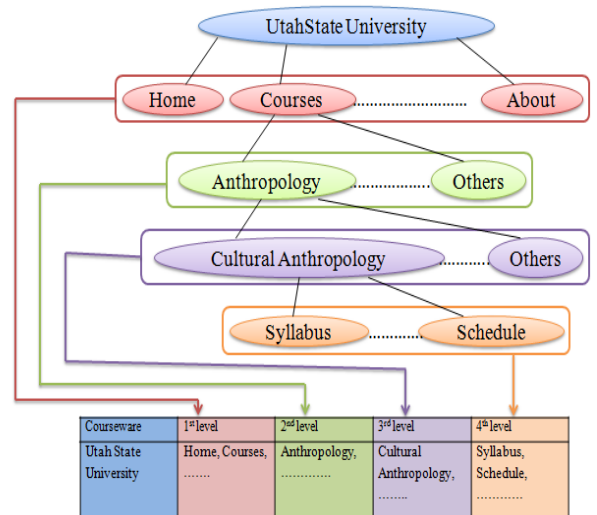 UtahState University
Home Courses ............................ About
Anthropology ................... Others
Cultural Anthropology ............ Others
Syllabus ............. Schedule
Courseware 1st level 2nd level 3rd level 4th level
Utah State Home, Courses, Anthropology, Cultural Syllabus,
University ....... ............. Anthropology, Schedule,
........ ............